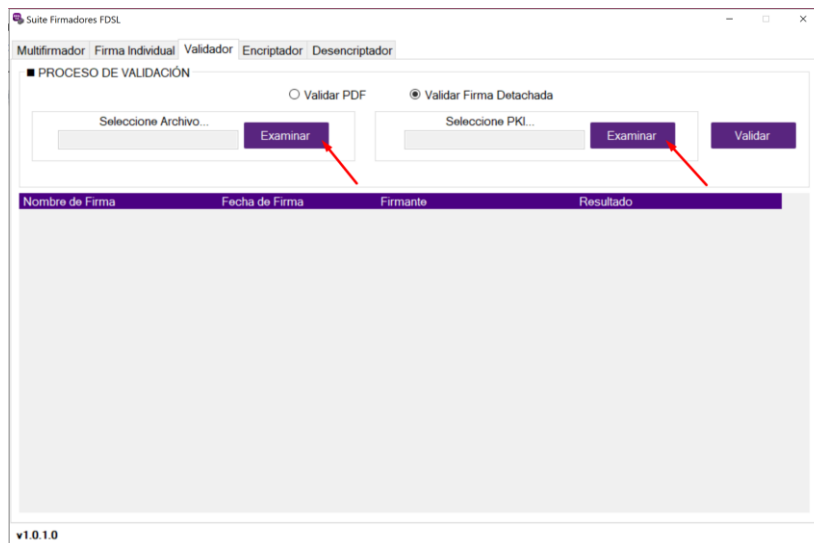 Suite Firmadores FDSL
Multifirmador Firma Individual Validador Encriptador Desencriptador
PROCESO DE VALIDACIÓN
Validar PDF Validar Firma Detachada
Seleccione Archivo... Seleccione PKI...
Examinar Examinar Validar
Nombre de Firma Fecha de Firma Firmante Resultado
v1.0.1.0